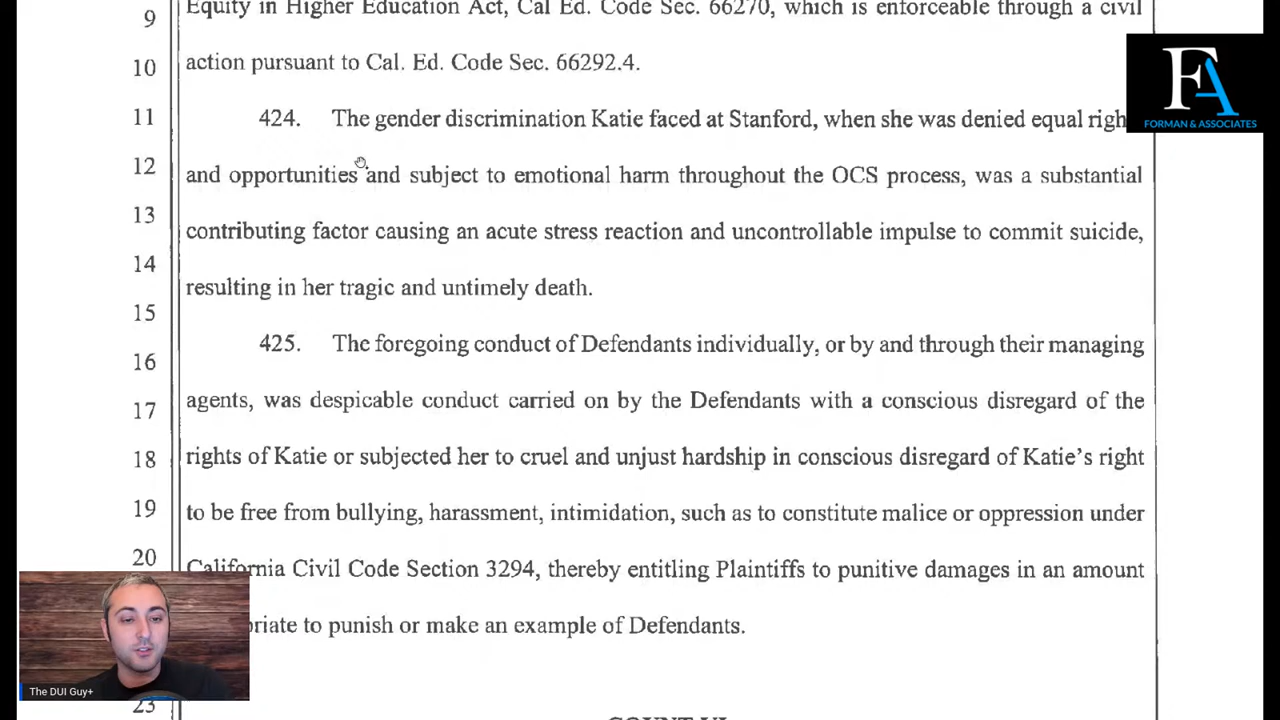 9 Equity in Higher Education Act, Cal Ed. Code Sec. 66270, which is enforceable through a civil
10 action pursuant to Cal. Ed. Code Sec. 66292.4.
11 424. The gender discrimination Katie faced at Stanford, when she was denied equal righ
12 and opportunities and subject to emotional harm throughout the OCS process, was a substantial
13 contributing factor causing an acute stress reaction and uncontrollable impulse to commit suicide,
14 resulting in her tragic and untimely death.
15
16 425. The foregoing conduct of Defendants individually, or by and through their managing
17 agents, was despicable conduct carried on by the Defendants with a conscious disregard of the
18 rights of Katie or subjected her to cruel and unjust hardship in conscious disregard of Katie's right
19 to be free from bullying, harassment, intimidation, such as to constitute malice or oppression under
20 California Civil Code Section 3294, thereby entitling Plaintiffs to punitive damages in an amount
riate to punish or make an example of Defendants.
23
COUNT VI
FA
FORMAN & ASSOCIATES
The DUI Guy+